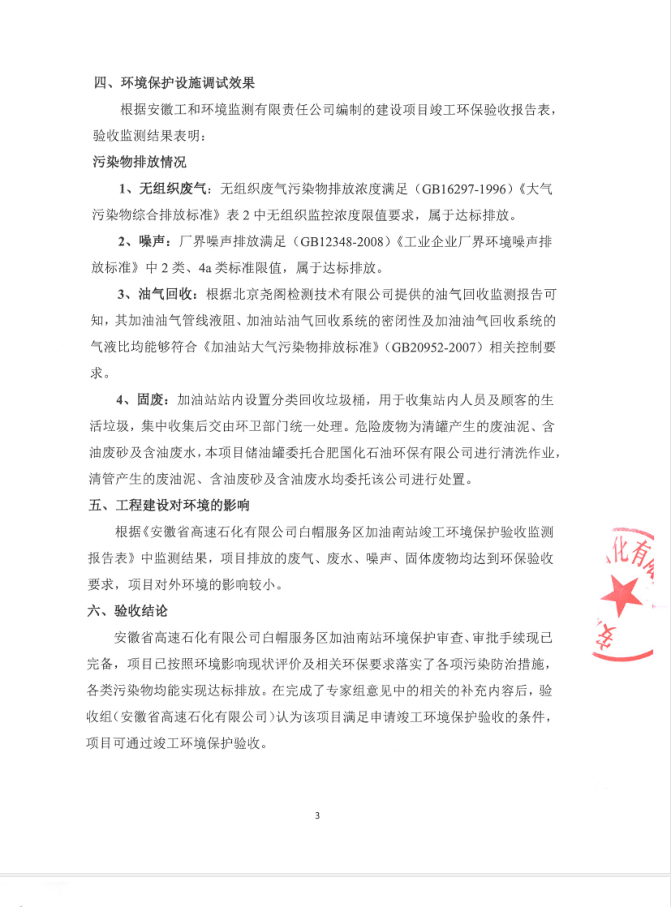 四、环境保护设施调试效果
根据安徽工和环境监测有限责任公司编制的建设项目竣工环保验收报告表，
验收监测结果表明：
污染物排放情况
1、无组织废气：无组织废气污染物排放浓度满足（GB16297-1996）《大气
污染物综合排放标准》表 2 中无组织监控浓度限值要求，属于达标排放。
2、噪声：厂界噪声排放满足（GB12348-2008）《工业企业厂界环境噪声排
放标准》中 2 类、4a 类标准限值，属于达标排放。
3、油气回收：根据北京尧阁检测技术有限公司提供的油气回收监测报告可
知，其加油油气管线液阻、加油站油气回收系统的密闭性及加油油气回收系统的
气液比均能够符合《加油站大气污染物排放标准》（GB20952-2007）相关控制要
求。
4、固废：加油站站内设置分类回收垃圾桶，用于收集站内人员及顾客的生
活垃圾，集中收集后交由环卫部门统一处理。危险废物为清罐产生的废油泥、含
油废砂及含油废水，本项目储油罐委托合肥国化石油环保有限公司进行清洗作业，
清管产生的废油泥、含油废砂及含油废水均委托该公司进行处置。
五、工程建设对环境的影响
根据《安徽省高速石化有限公司白帽服务区加油南站竣工环境保护验收监测
报告表》中监测结果，项目排放的废气、废水、噪声、固体废物均达到环保验收
要求，项目对外环境的影响较小。
六、验收结论
安徽省高速石化有限公司白帽服务区加油南站环境保护审查、审批手续现已
完备，项目已按照环境影响现状评价及相关环保要求落实了各项污染防治措施，
各类污染物均能实现达标排放。在完成了专家组意见中的相关的补充内容后，验
收组（安徽省高速石化有限公司）认为该项目满足申请竣工环境保护验收的条件，
项目可通过竣工环境保护验收。
化有
安
3